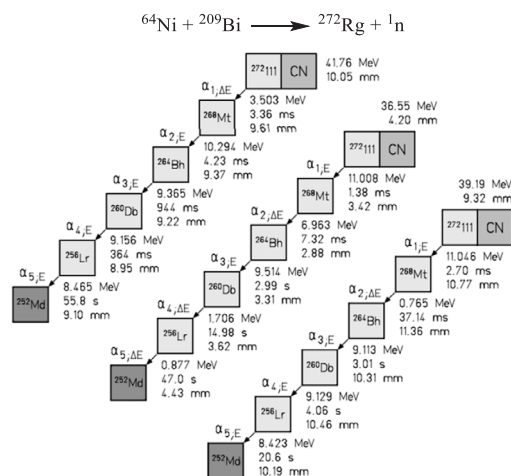 ⁶⁴Ni + ²⁰⁹Bi ⟶ ²⁷²Rg + ¹n
²⁷²111 CN
41.76 MeV
10.05 mm
α₁,ΔE
²⁶⁸Mt
3.503 MeV
3.36 ms
9.61 mm
α₂,E
²⁶⁴Bh
10.294 MeV
4.23 ms
9.37 mm
α₃,E
²⁶⁰Db
9.365 MeV
944 ms
9.22 mm
α₄,E
²⁵⁶Lr
9.156 MeV
364 ms
8.95 mm
α₅,E
²⁵²Md
8.465 MeV
55.8 s
9.10 mm
36.55 MeV
4.20 mm
²⁷²111 CN
α₁,E
²⁶⁸Mt
11.008 MeV
1.38 ms
3.42 mm
α₂,ΔE
²⁶⁴Bh
6.963 MeV
7.32 ms
2.88 mm
α₃,E
²⁶⁰Db
9.514 MeV
2.99 s
3.31 mm
α₄,ΔE
²⁵⁶Lr
1.706 MeV
14.98 s
3.62 mm
α₅,ΔE
²⁵²Md
0.877 MeV
47.0 s
4.43 mm
39.19 MeV
9.32 mm
²⁷²111 CN
α₁,E
²⁶⁸Mt
11.046 MeV
2.70 ms
10.77 mm
α₂,ΔE
²⁶⁴Bh
0.765 MeV
37.14 ms
11.36 mm
α₃,E
²⁶⁰Db
9.113 MeV
3.01 s
10.31 mm
α₄,E
²⁵⁶Lr
9.129 MeV
4.06 s
10.46 mm
α₅,E
²⁵²Md
8.423 MeV
20.6 s
10.19 mm